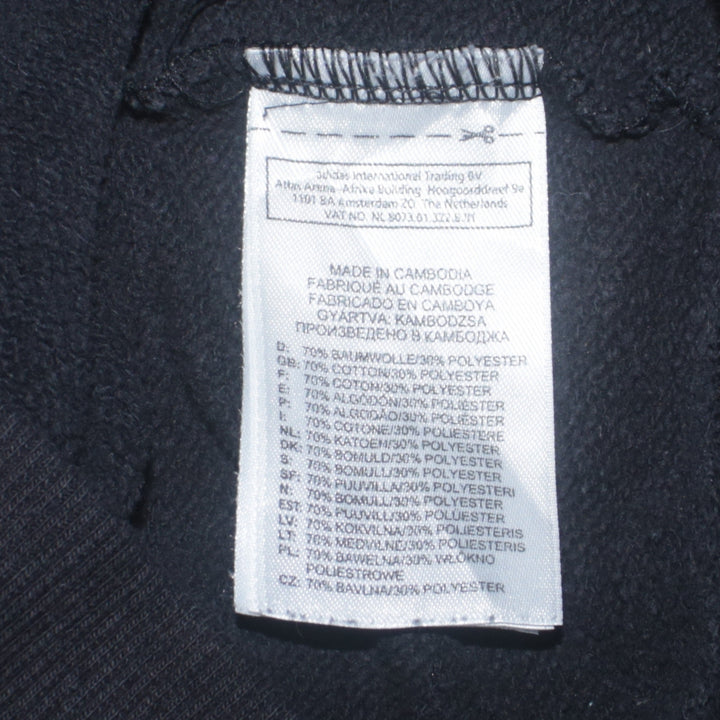 adidas International Trading BV
Atlas Arena -Afrika Building Hoogoorddreef 9a
1101 BA Amsterdam ZO The Netherlands
VAT NO. NL 8073.61.327.B.01
MADE IN CAMBODIA
FABRIQUÉ AU CAMBODGE
FABRICADO EN CAMBOYA
GYÁRTVA: KAMBODZSA
ПРОИЗВЕДЕНО В КАМБОДЖА
D: 70% BAUMWOLLE/30% POLYESTER
GB: 70% COTTON/30% POLYESTER
F: 70% COTON/30% POLYESTER
E: 70% ALGODÓN/30% POLIÉSTER
P: 70% ALGODÃO/30% POLIÉSTER
I: 70% COTONE/30% POLIESTERE
NL: 70% KATOEN/30% POLYESTER
DK: 70% BOMULD/30% POLYESTER
S: 70% BOMULL/30% POLYESTER
SF: 70% PUUVILLA/30% POLYESTERI
N: 70% BOMULL/30% POLYESTER
EST: 70% PUUVILL/30% POLÜESTER
LV: 70% KOKVILNA/30% POLIESTERIS
LT: 70% MEDVILNĖ/30% POLIESTERIS
PL: 70% BAWEŁNA/30% WŁÓKNO
POLIESTROWE
CZ: 70% BAVLNA/30% POLYESTER